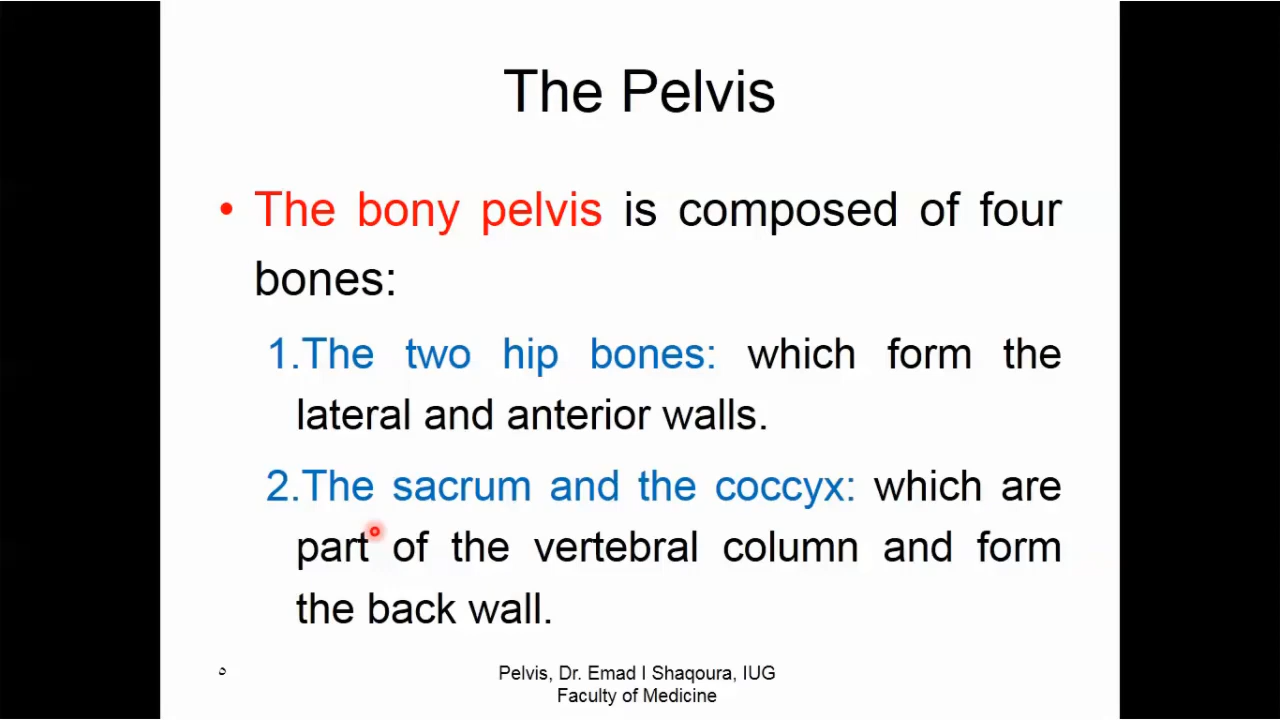 The Pelvis
• The bony pelvis is composed of four
bones:
1.The two hip bones: which form the
lateral and anterior walls.
2.The sacrum and the coccyx: which are
part of the vertebral column and form
the back wall.
٥
Pelvis, Dr. Emad I Shaqoura, IUG
Faculty of Medicine